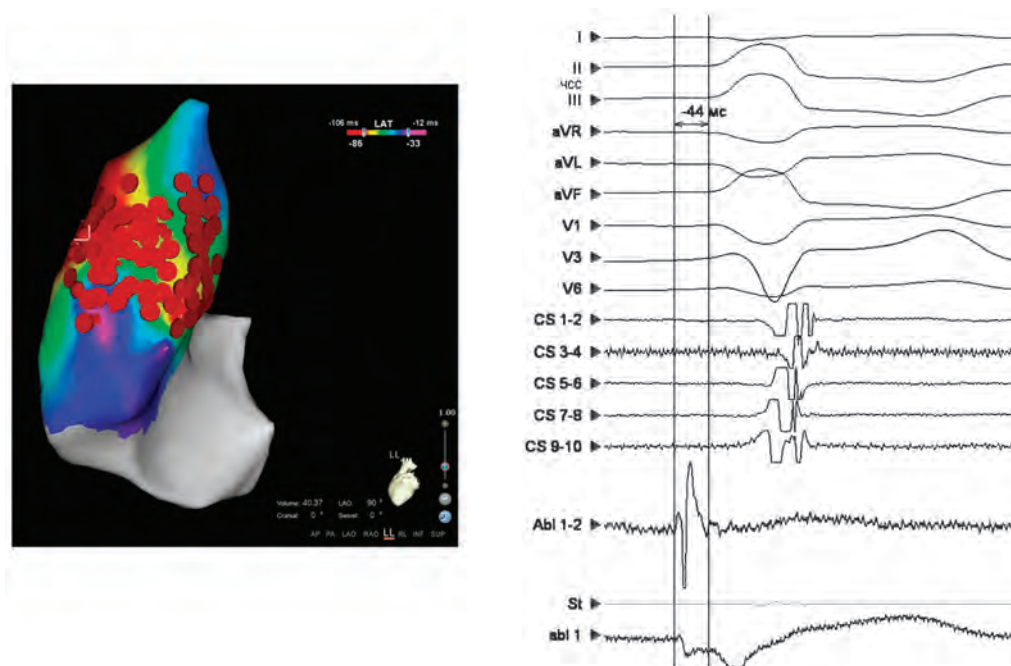 -106 ms LAT -12 ms
-86 -33
1.00
LL
Volume: 40.37 LAO: 90 °
Cranial: 0 ° Swivel: 0 °
AP PA LAO RAO LL RL INF SUP
I
II
ЧСС
III
-44 мс
aVR
aVL
aVF
V1
V3
V6
CS 1-2
CS 3-4
CS 5-6
CS 7-8
CS 9-10
Abl 1-2
St
abl 1